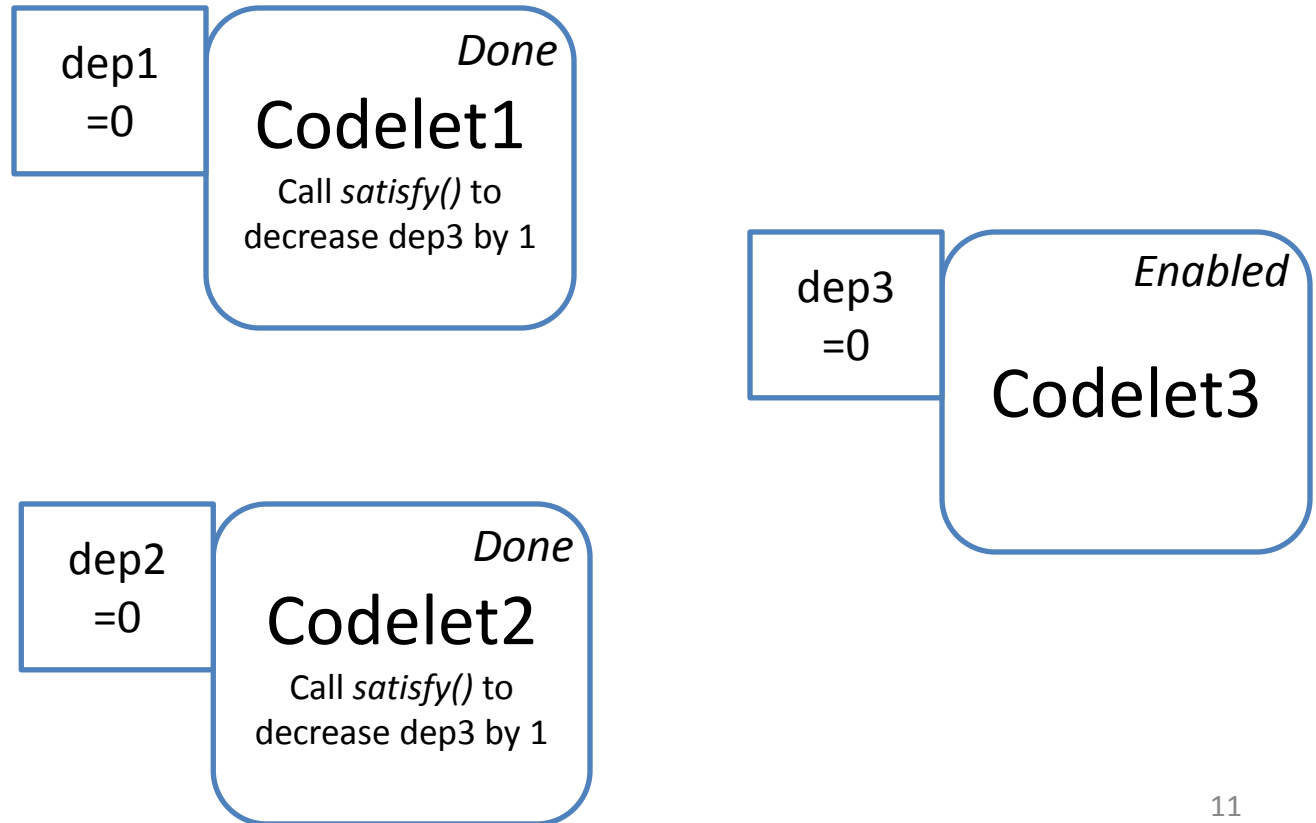 dep1
=0
Done
Codelet1
Call satisfy() to
decrease dep3 by 1
dep3
=0
Enabled
Codelet3
dep2
=0
Done
Codelet2
Call satisfy() to
decrease dep3 by 1
11